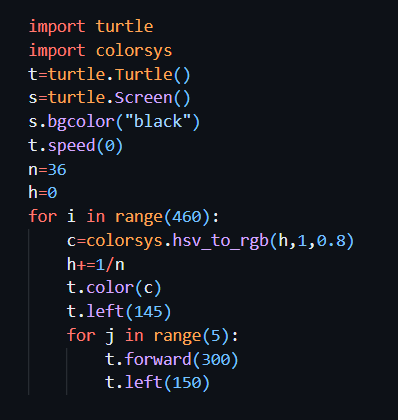 import turtle
import colorsys
t=turtle.Turtle()
s=turtle.Screen()
s.bgcolor("black")
t.speed(0)
n=36
h=0
for i in range(460):
    c=colorsys.hsv_to_rgb(h,1,0.8)
    h+=1/n
    t.color(c)
    t.left(145)
    for j in range(5):
        t.forward(300)
        t.left(150)